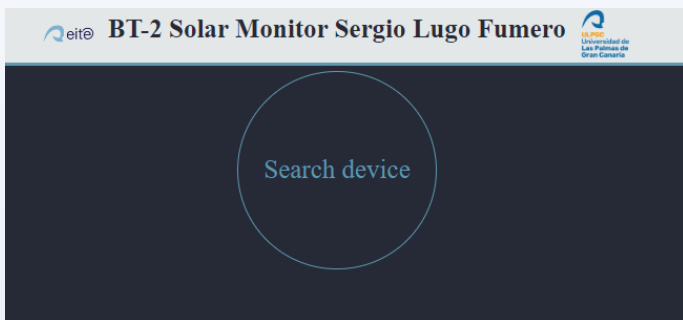 eit@ BT-2 Solar Monitor Sergio Lugo Fumero
ULPGC
Universidad de
Las Palmas de
Gran Canaria
Search device